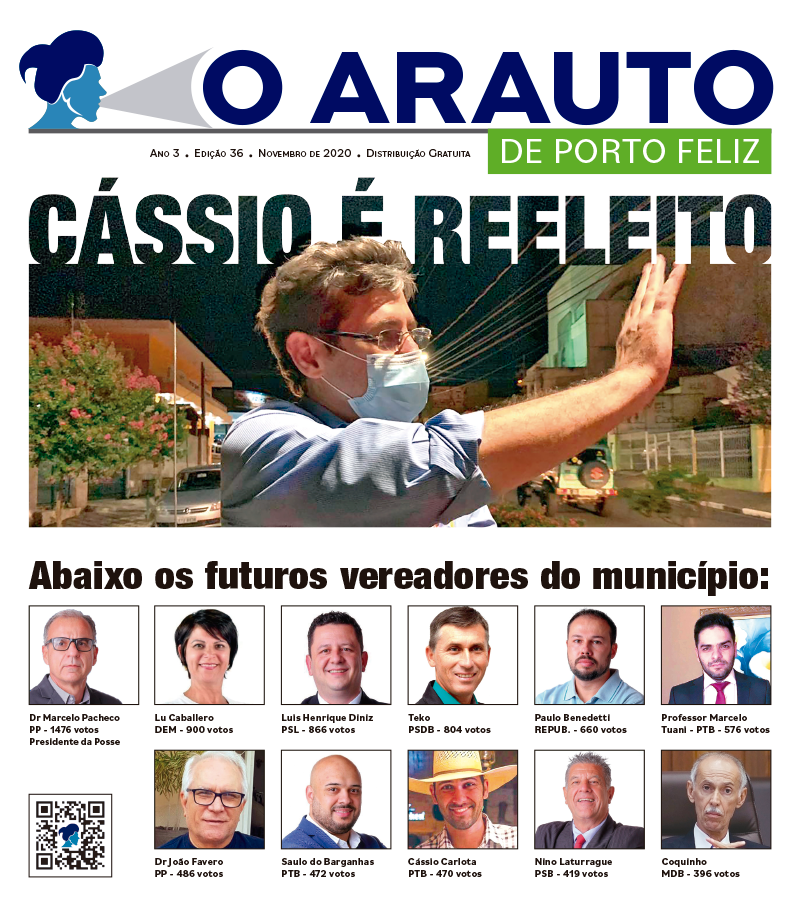 O ARAUTO
DE PORTO FELIZ
Ano 3 . Edição 36 . Novembro de 2020 . Distribuição Gratuita
CÁSSIO É REELEITO
Abaixo os futuros vereadores do município:
Dr Marcelo Pacheco
PP - 1476 votos
Presidente da Posse
Lu Caballero
DEM - 900 votos
Luis Henrique Diniz
PSL - 866 votos
Teko
PSDB - 804 votos
Paulo Benedetti
REPUB. - 660 votos
Professor Marcelo
Tuani - PTB - 576 votos
Dr João Favero
PP - 486 votos
Saulo do Barganhas
PTB - 472 votos
Cássio Carlota
PTB - 470 votos
Nino Laturrague
PSB - 419 votos
Coquinho
MDB - 396 votos